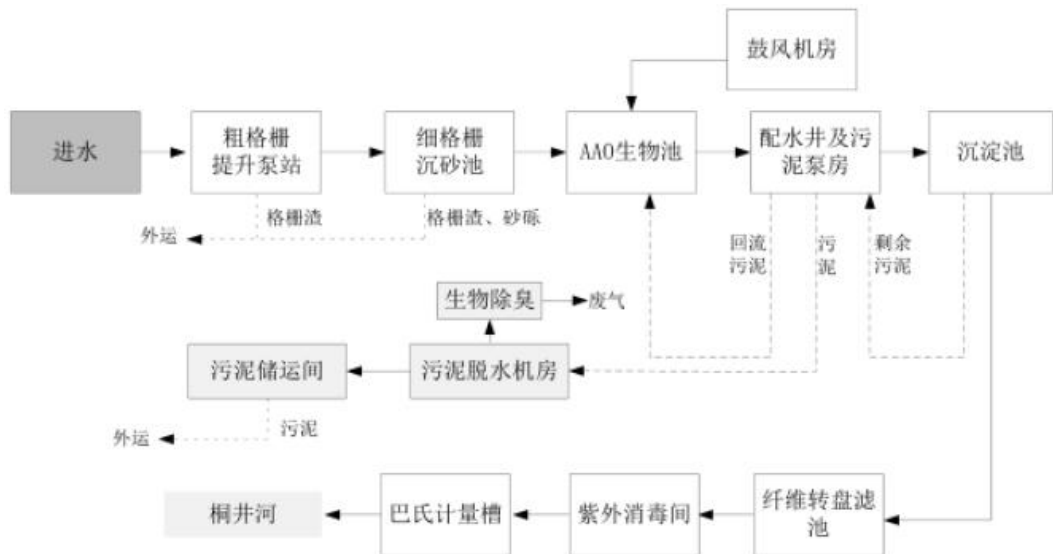 鼓风机房
进水
粗格栅
提升泵站
细格栅
沉砂池
AAO生物池
配水井及污
泥泵房
沉淀池
格栅渣
格栅渣、砂砾
外运
回流
污泥
污
泥
剩余
污泥
生物除臭
废气
污泥储运间
污泥脱水机房
污泥
外运
桐井河
巴氏计量槽
紫外消毒间
纤维转盘滤
池